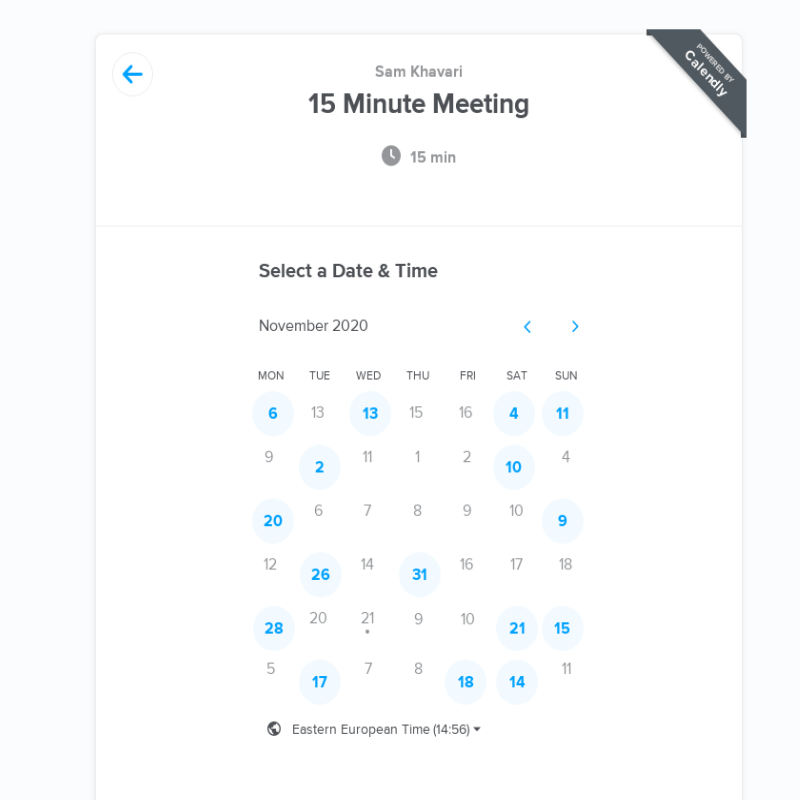 POWERED BY
Calendly
Sam Khavari
15 Minute Meeting
15 min
Select a Date & Time
November 2020
MON TUE WED THU FRI SAT SUN
6 13 13 15 16 4 11
9 2 11 1 2 10 4
20 6 7 8 9 10 9
12 26 14 31 16 17 18
28 20 21 9 10 21 15
5 17 7 8 18 14 11
Eastern European Time (14:56)